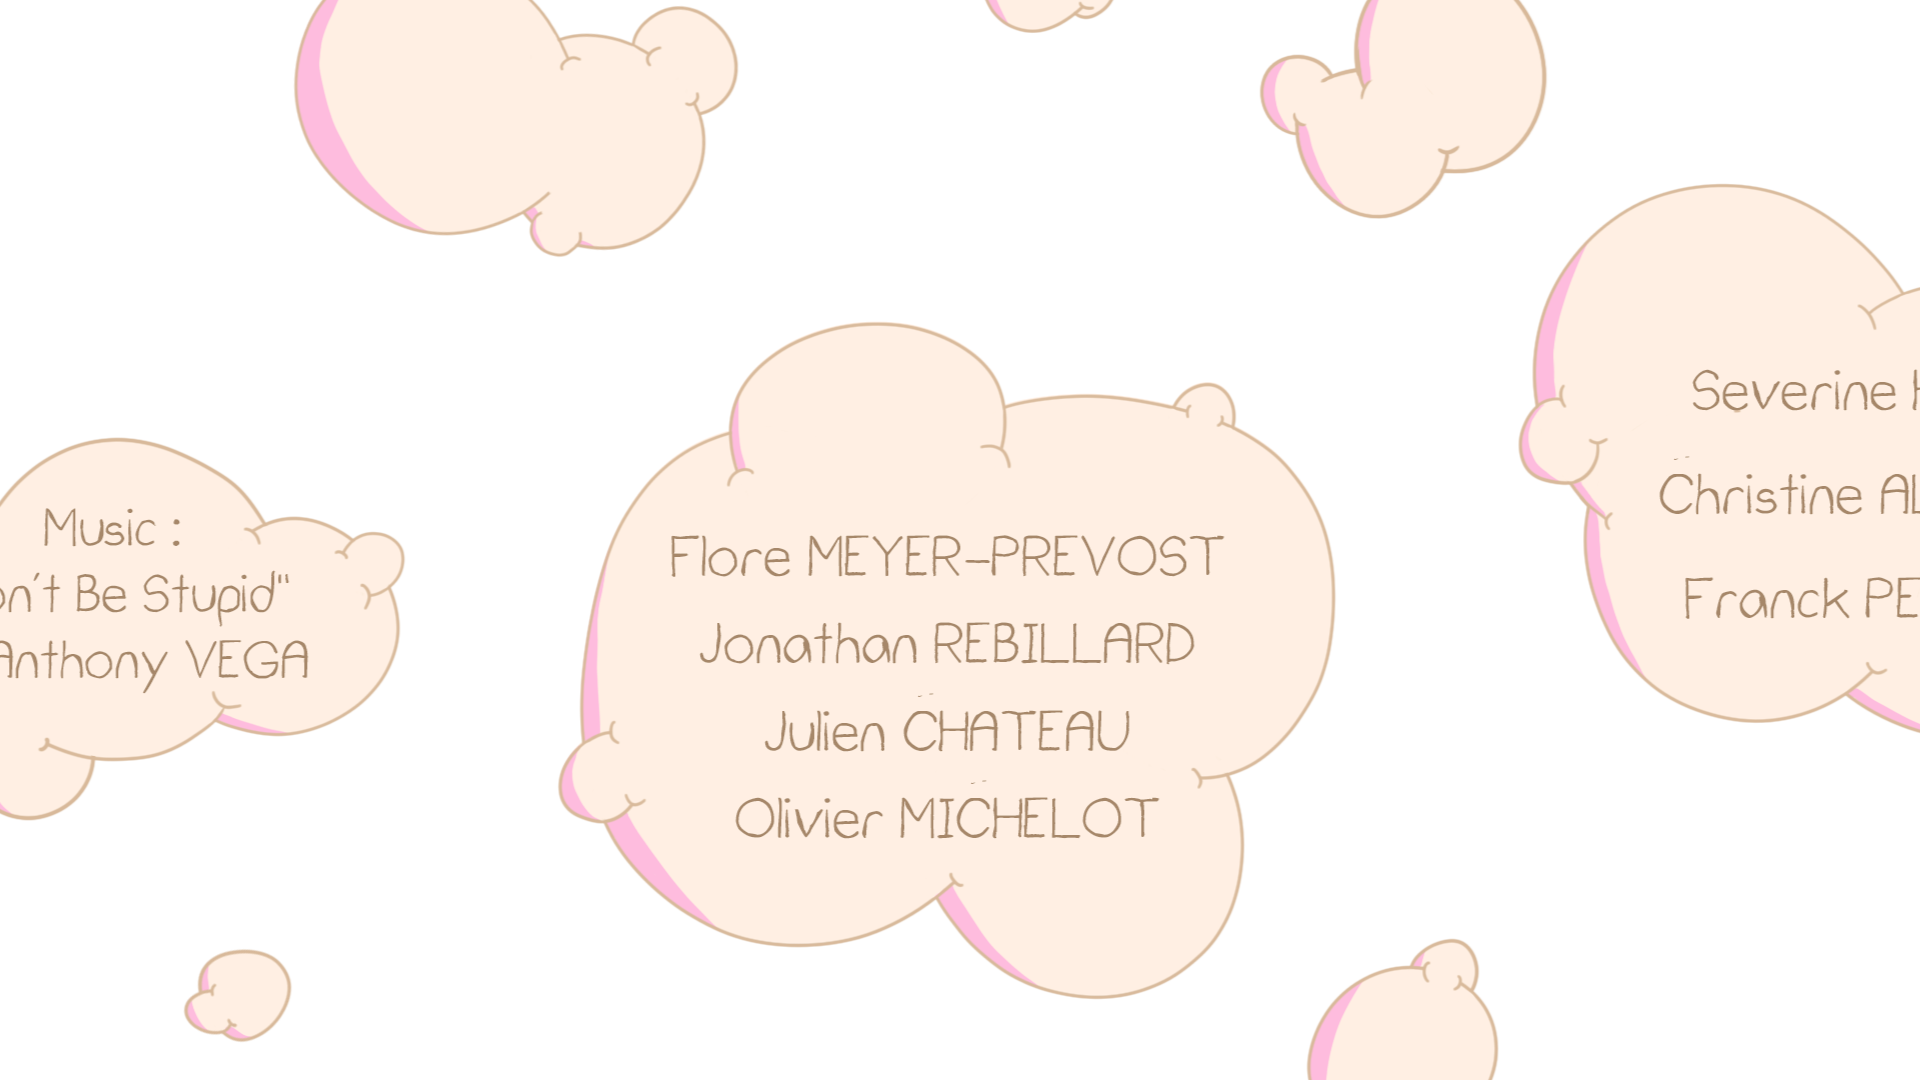 Music :
Be Stupid"
Anthony VEGA
Flore MEYER-PREVOST
Jonathan REBILLARD
Julien CHATEAU
Olivier MICHELOT
Severine
Christine
Franck